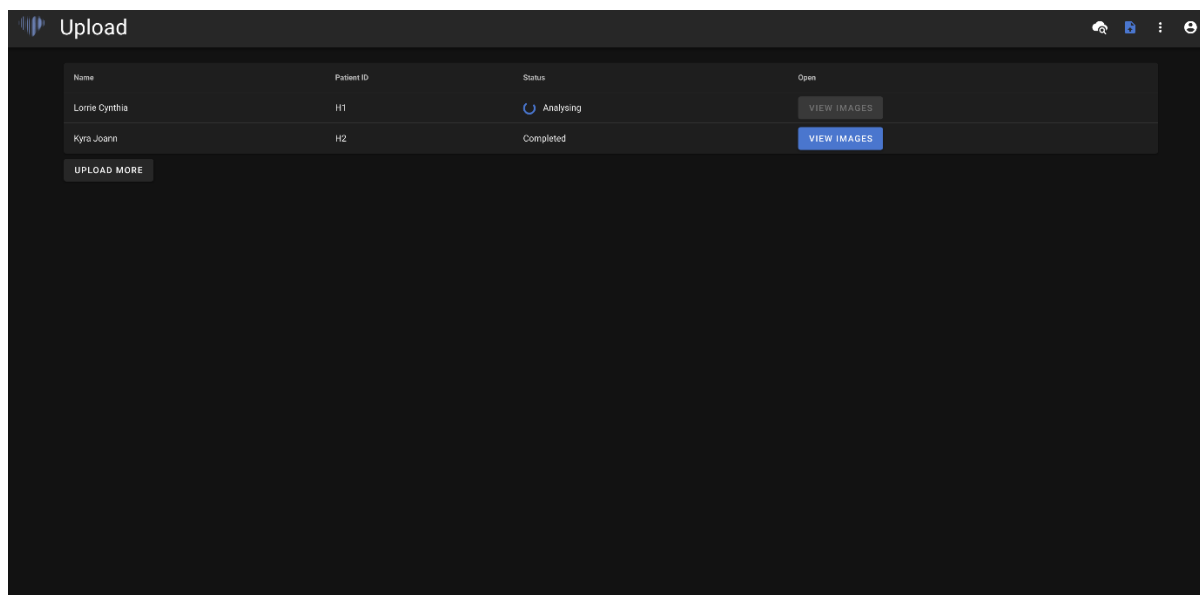 Upload
Name Patient ID Status Open
Lorrie Cynthia H1 Analysing VIEW IMAGES
Kyra Joann H2 Completed VIEW IMAGES
UPLOAD MORE